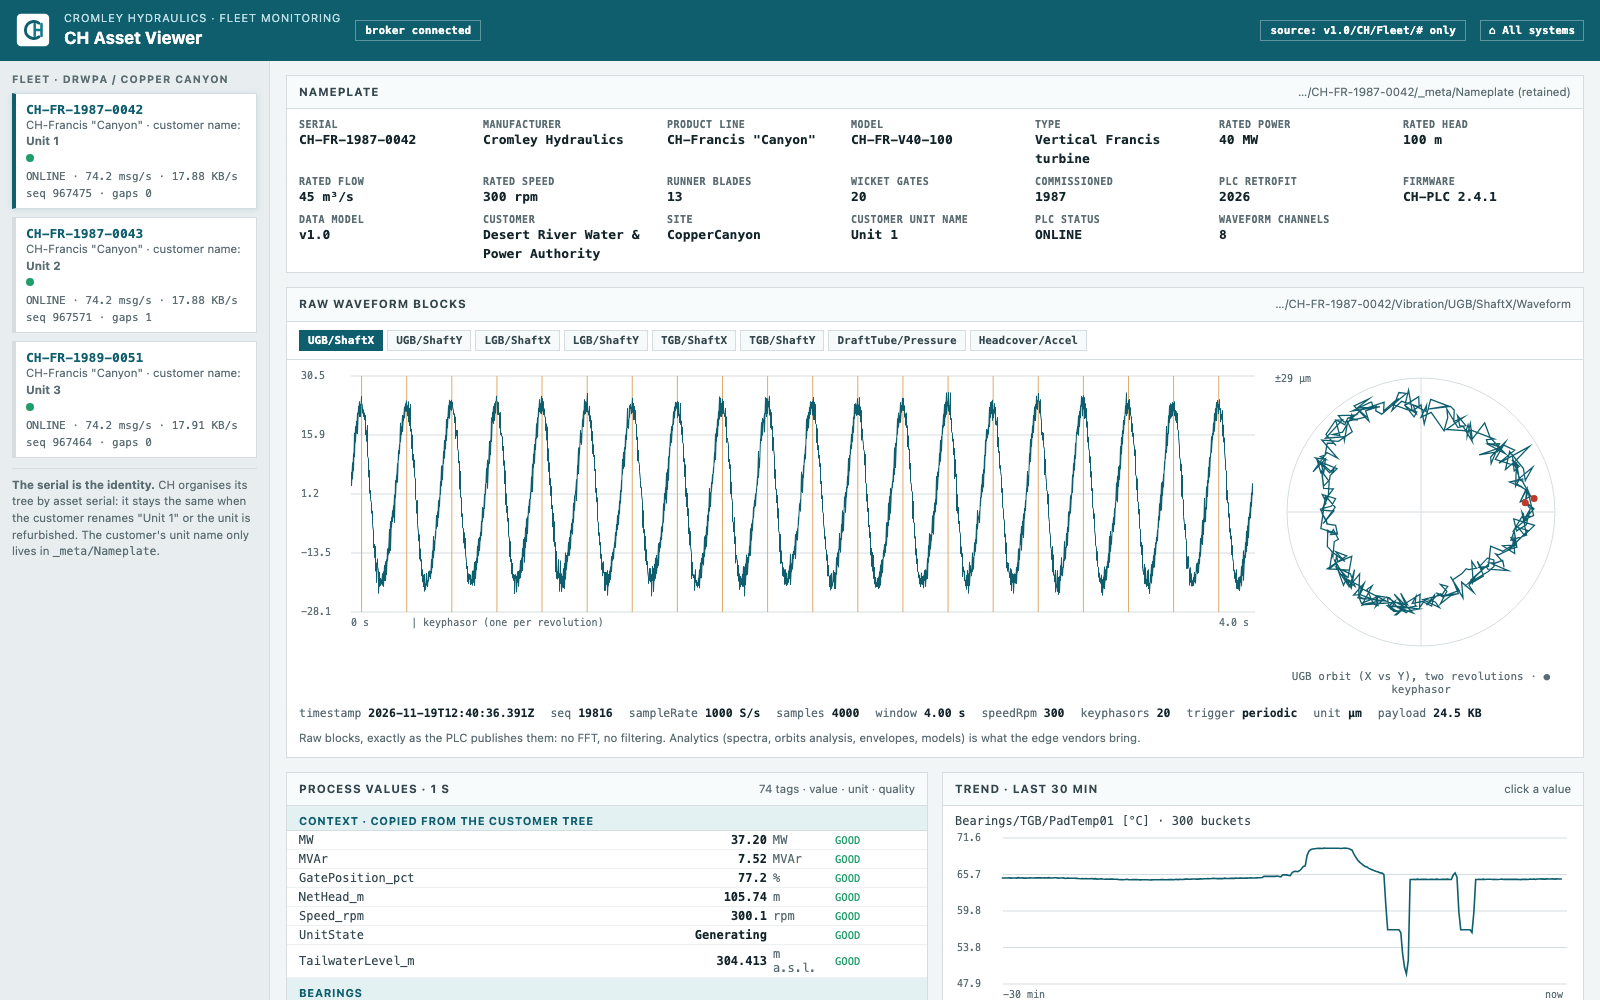 CROMLEY HYDRAULICS · FLEET MONITORING
CH Asset Viewer
broker connected
source: v1.0/CH/Fleet/# only
⌂ All systems
FLEET · DRWPA / COPPER CANYON
CH-FR-1987-0042
CH-Francis "Canyon" · customer name:
Unit 1
ONLINE · 74.2 msg/s · 17.88 KB/s
seq 967475 · gaps 0
CH-FR-1987-0043
CH-Francis "Canyon" · customer name:
Unit 2
ONLINE · 74.2 msg/s · 17.88 KB/s
seq 967571 · gaps 1
CH-FR-1989-0051
CH-Francis "Canyon" · customer name:
Unit 3
ONLINE · 74.2 msg/s · 17.91 KB/s
seq 967464 · gaps 0
The serial is the identity. CH organises its
tree by asset serial: it stays the same when
the customer renames "Unit 1" or the unit is
refurbished. The customer's unit name only
lives in _meta/Nameplate.
NAMEPLATE
…/CH-FR-1987-0042/_meta/Nameplate (retained)
SERIAL MANUFACTURER PRODUCT LINE MODEL TYPE RATED POWER RATED HEAD
CH-FR-1987-0042 Cromley Hydraulics CH-Francis "Canyon" CH-FR-V40-100 Vertical Francis 40 MW 100 m
turbine
RATED FLOW RATED SPEED RUNNER BLADES WICKET GATES COMMISSIONED PLC RETROFIT FIRMWARE
45 m³/s 300 rpm 13 20 1987 2026 CH-PLC 2.4.1
DATA MODEL CUSTOMER SITE CUSTOMER UNIT NAME PLC STATUS WAVEFORM CHANNELS
v1.0 Desert River Water & CopperCanyon Unit 1 ONLINE 8
Power Authority
RAW WAVEFORM BLOCKS
…/CH-FR-1987-0042/Vibration/UGB/ShaftX/Waveform
UGB/ShaftX UGB/ShaftY LGB/ShaftX LGB/ShaftY TGB/ShaftX TGB/ShaftY DraftTube/Pressure Headcover/Accel
30.5
15.9
1.2
-13.5
-28.1
0 s
| keyphasor (one per revolution)
4.0 s
±29 µm
UGB orbit (X vs Y), two revolutions · ●
keyphasor
timestamp 2026-11-19T12:40:36.391Z seq 19816 sampleRate 1000 S/s samples 4000 window 4.00 s speedRpm 300 keyphasors 20 trigger periodic unit µm payload 24.5 KB
Raw blocks, exactly as the PLC publishes them: no FFT, no filtering. Analytics (spectra, orbits analysis, envelopes, models) is what the edge vendors bring.
PROCESS VALUES · 1 S
74 tags · value · unit · quality
CONTEXT · COPIED FROM THE CUSTOMER TREE
MW 37.20 MW GOOD
MVAr 7.52 MVAr GOOD
GatePosition_pct 77.2 % GOOD
NetHead_m 105.74 m GOOD
Speed_rpm 300.1 rpm GOOD
UnitState Generating GOOD
TailwaterLevel_m 304.413 m a.s.l. GOOD
BEARINGS
TREND · LAST 30 MIN
click a value
Bearings/TGB/PadTemp01 [°C] · 300 buckets
71.6
65.7
59.8
53.8
47.9
-30 min
now